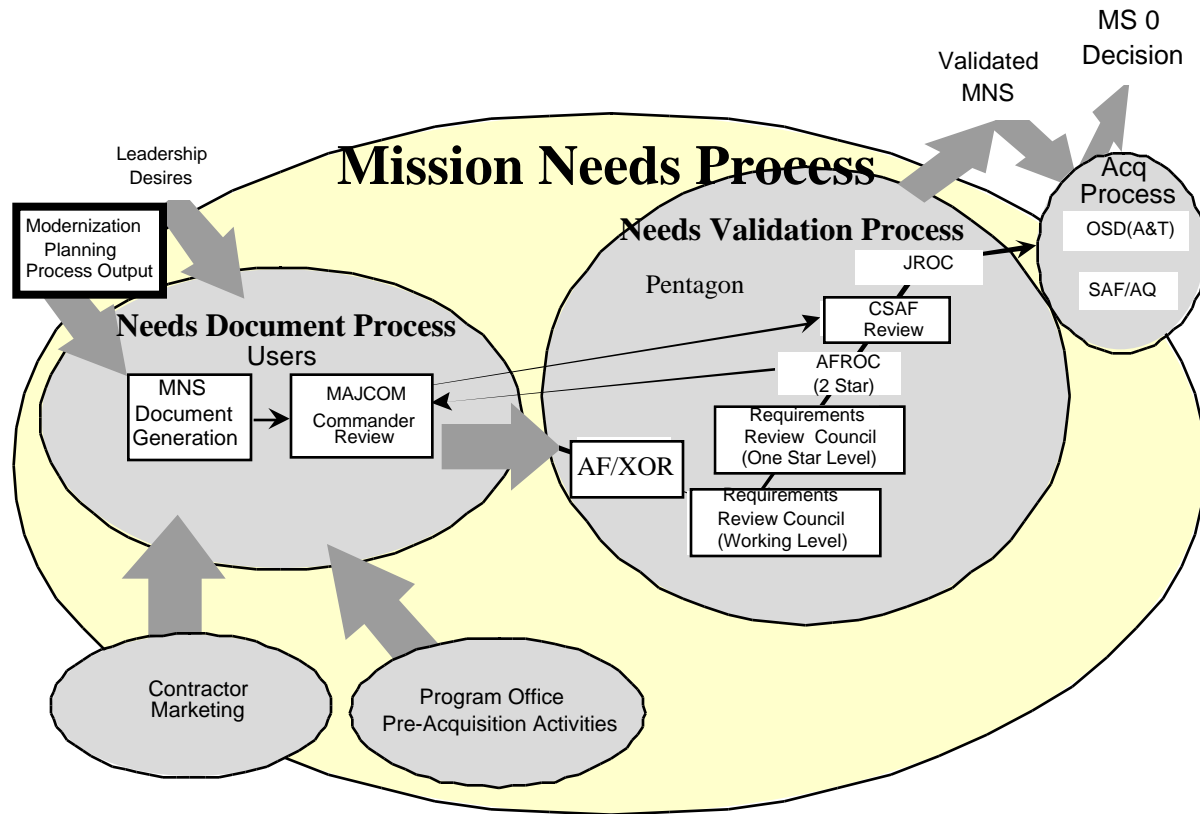 MS 0
Decision
Validated
MNS
Leadership
Desires
Mission Needs Process
Acq
Process
OSD(A&T)
SAF/AQ
Modernization
Planning
Process Output
Needs Validation Process
Pentagon
JROC
CSAF
Review
AFROC
(2 Star)
Requirements
Review Council
(One Star Level)
Requirements
Review Council
(Working Level)
AF/XOR
Needs Document Process
Users
MNS
Document
Generation
MAJCOM
Commander
Review
Contractor
Marketing
Program Office
Pre-Acquisition Activities